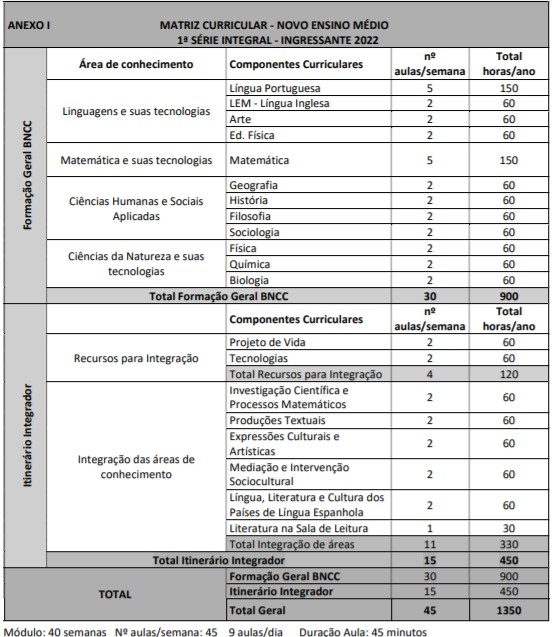 ANEXO I MATRIZ CURRICULAR - NOVO ENSINO MÉDIO
1ª SÉRIE INTEGRAL - INGRESSANTE 2022
Formação Geral BNCC
Área de conhecimento Componentes Curriculares nº aulas/semana Total horas/ano
Linguagens e suas tecnologias
Língua Portuguesa 5 150
LEM - Língua Inglesa 2 60
Arte 2 60
Ed. Física 2 60
Matemática e suas tecnologias Matemática 5 150
Ciências Humanas e Sociais
Aplicadas
Geografia 2 60
História 2 60
Filosofia 2 60
Sociologia 2 60
Ciências da Natureza e suas
tecnologias
Física 2 60
Química 2 60
Biologia 2 60
Total Formação Geral BNCC 30 900
Itinerário Integrador
Componentes Curriculares nº aulas/semana Total horas/ano
Recursos para Integração
Projeto de Vida 2 60
Tecnologias 2 60
Total Recursos para Integração 4 120
Integração das áreas de
conhecimento
Investigação Científica e
Processos Matemáticos 2 60
Produções Textuais 2 60
Expressões Culturais e
Artísticas 2 60
Mediação e Intervenção
Sociocultural 2 60
Língua, Literatura e Cultura dos
Países de Língua Espanhola 2 60
Literatura na Sala de Leitura 1 30
Total Integração de áreas 11 330
Total Itinerário Integrador 15 450
TOTAL
Formação Geral BNCC 30 900
Itinerário Integrador 15 450
Total Geral 45 1350
Módulo: 40 semanas Nº aulas/semana: 45 9 aulas/dia Duração Aula: 45 minutos